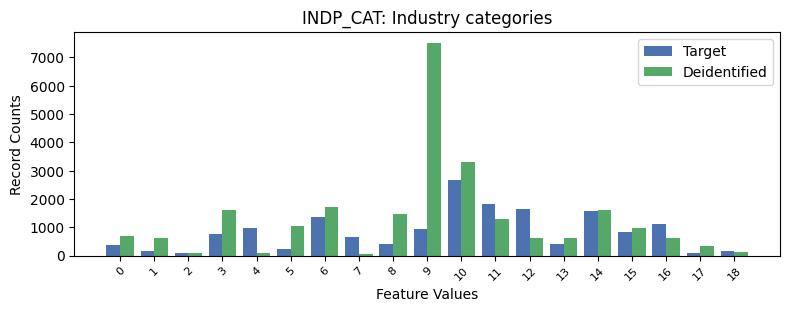 INDP_CAT: Industry categories
Target
Deidentified
Record Counts
7000
6000
5000
4000
3000
2000
1000
0
0 1 2 3 4 5 6 7 8 9 10 11 12 13 14 15 16 17 18
Feature Values